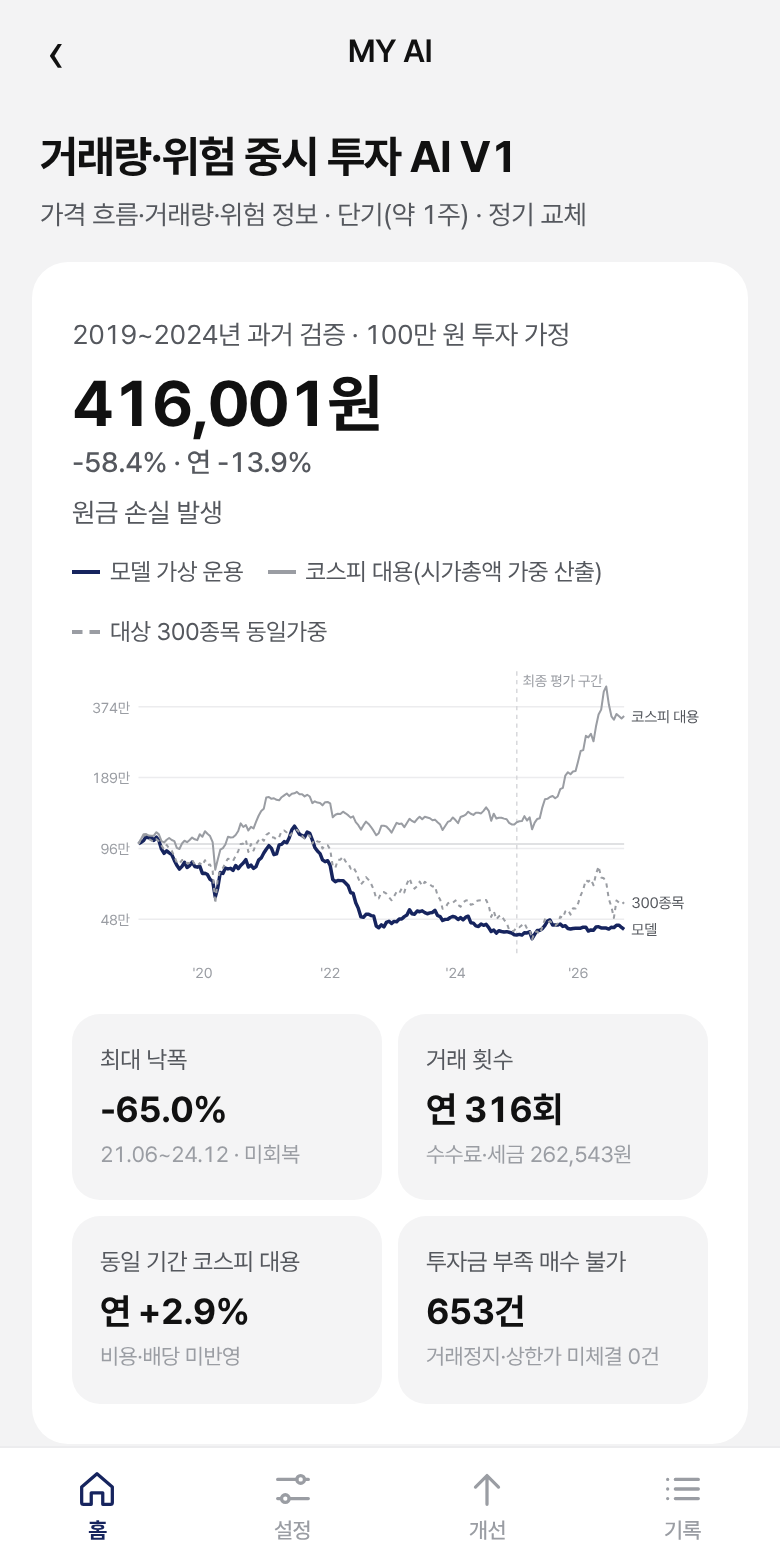 MY AI
거래량·위험 중시 투자 AI V1
가격 흐름·거래량·위험 정보 · 단기(약 1주) · 정기 교체
2019~2024년 과거 검증 · 100만 원 투자 가정
416,001원
-58.4% · 연 -13.9%
원금 손실 발생
모델 가상 운용 코스피 대용(시가총액 가중 산출)
대상 300종목 동일가중
최종 평가 구간
374만
코스피 대용
189만
96만
300종목
48만
모델
'20 '22 '24 '26
최대 낙폭
-65.0%
21.06~24.12 · 미회복
거래 횟수
연 316회
수수료·세금 262,543원
동일 기간 코스피 대용
연 +2.9%
비용·배당 미반영
투자금 부족 매수 불가
653건
거래정지·상한가 미체결 0건
홈 설정 개선 기록